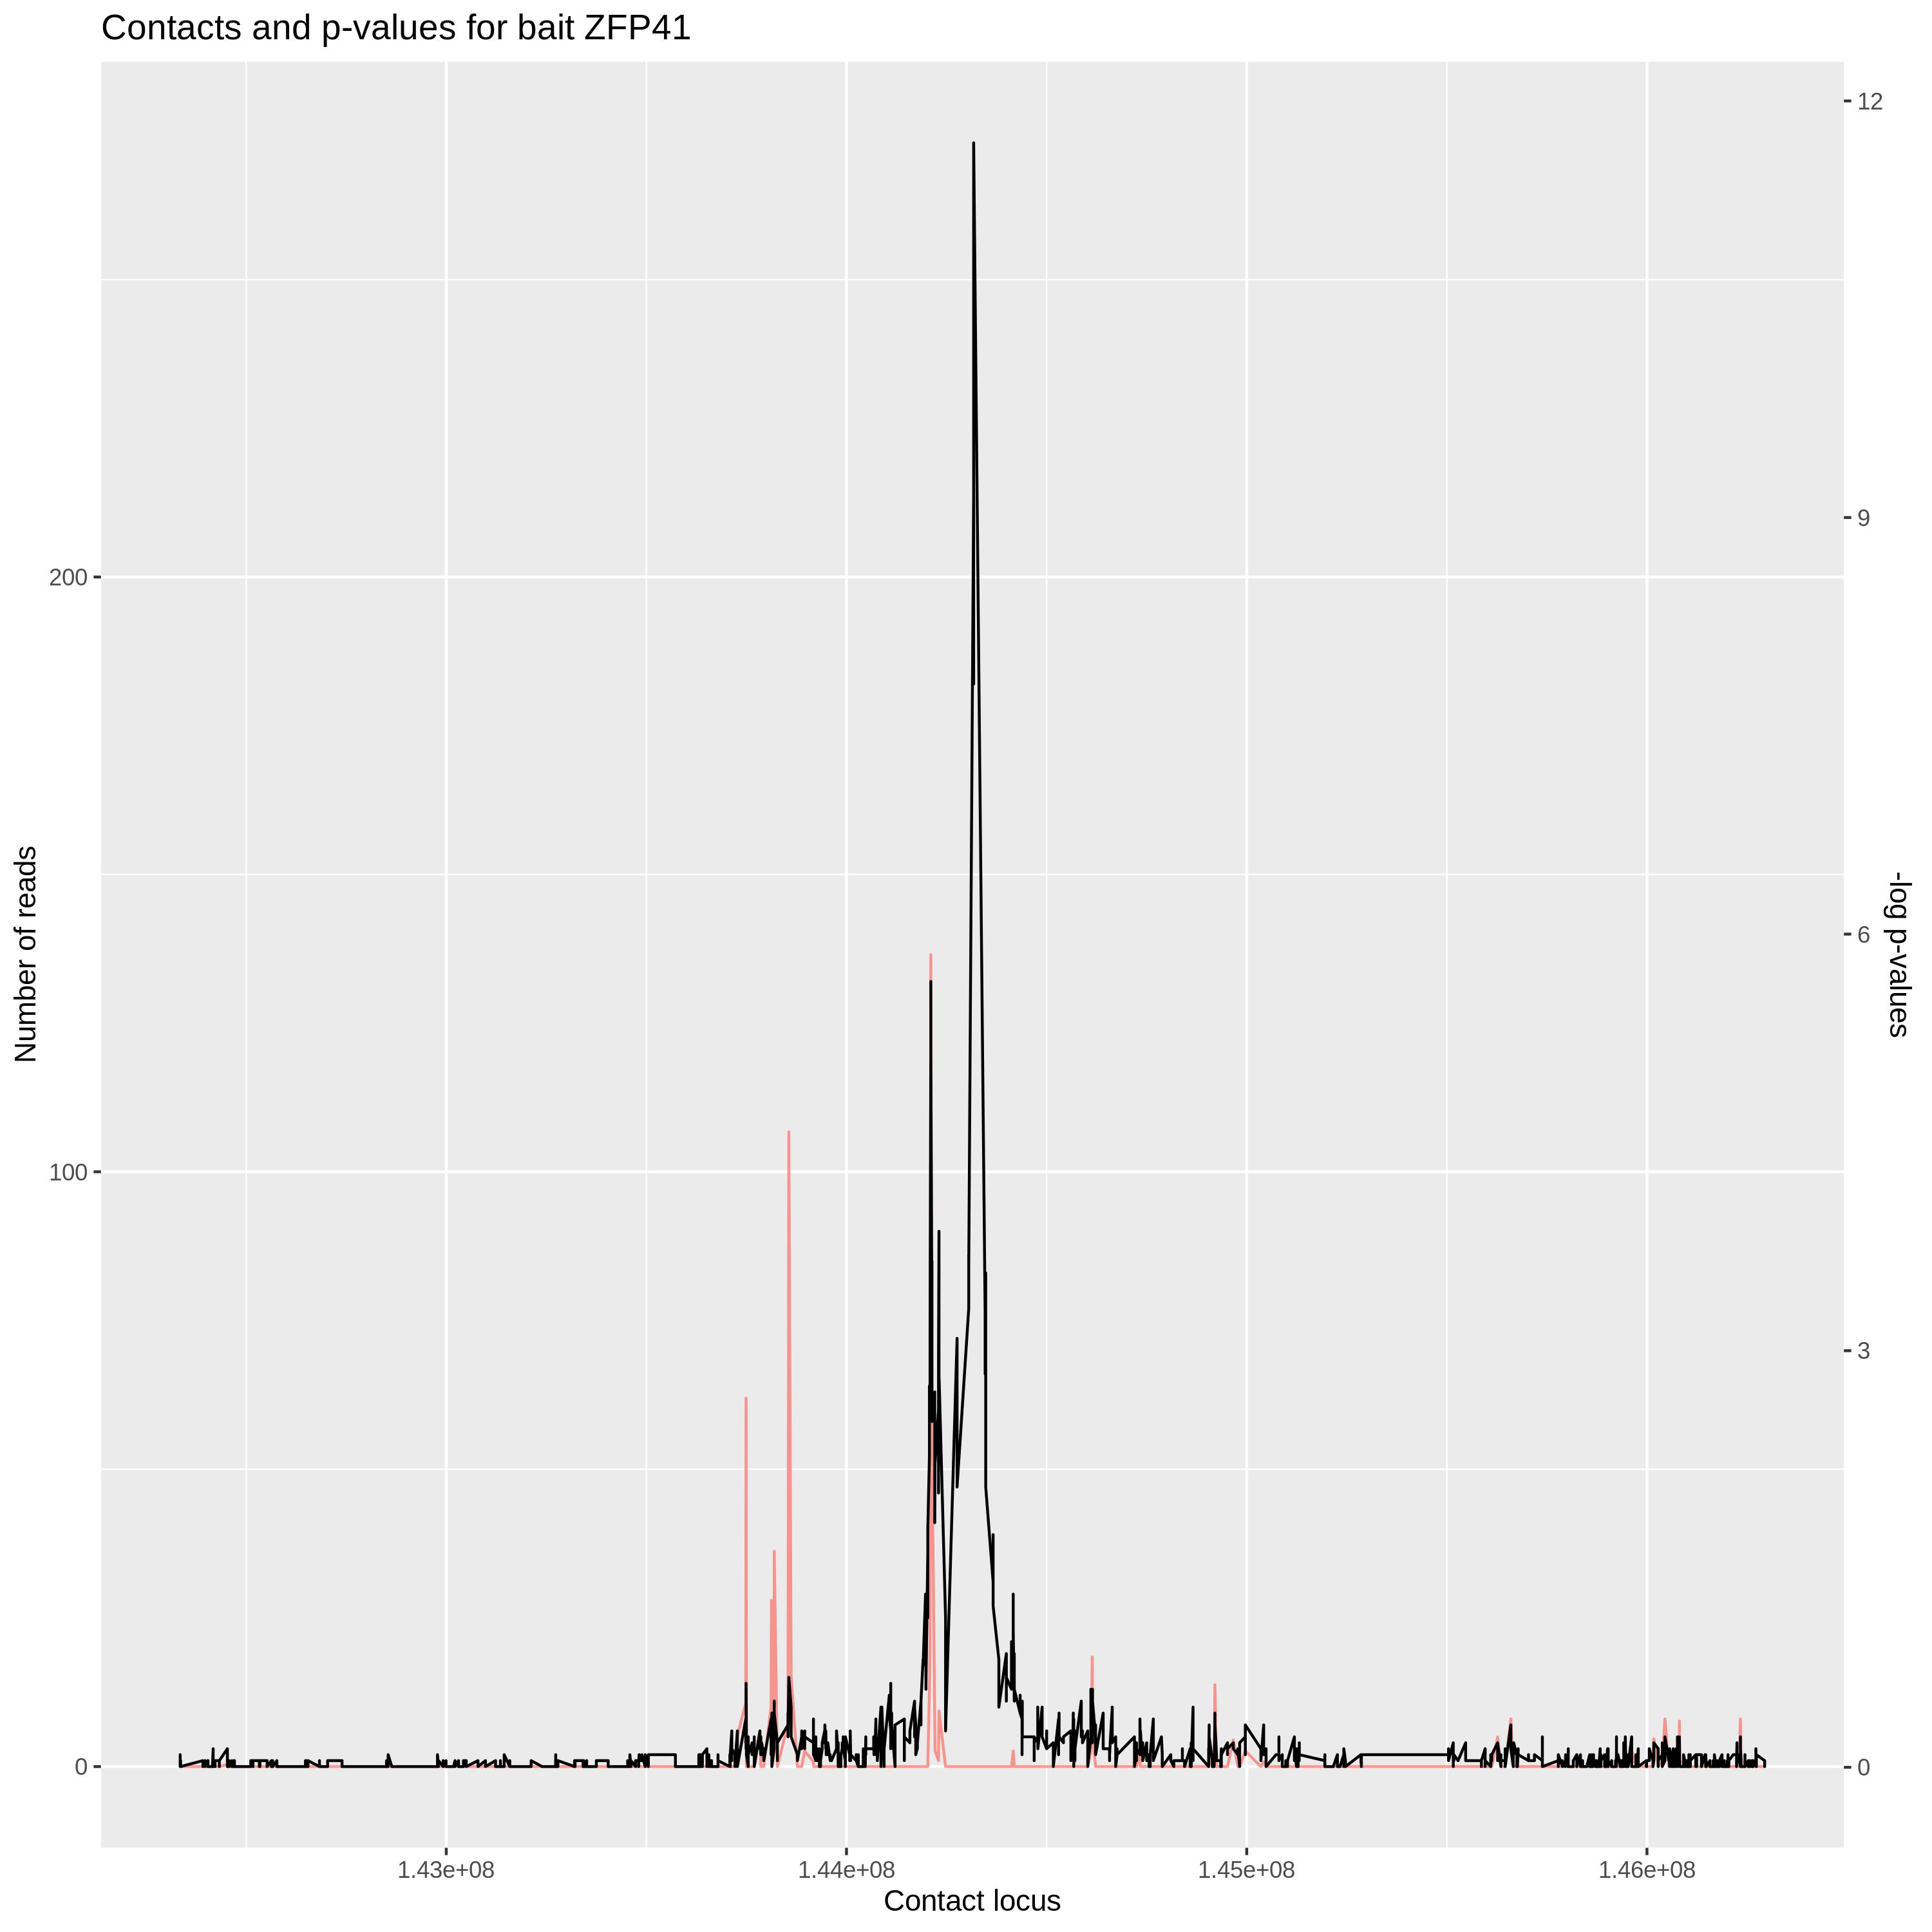 Contacts and p-values for bait ZFP41
Number of reads
200
100
0
12
9
6
3
0
-log p-values
1.43e+08
1.44e+08
1.45e+08
1.46e+08
Contact locus